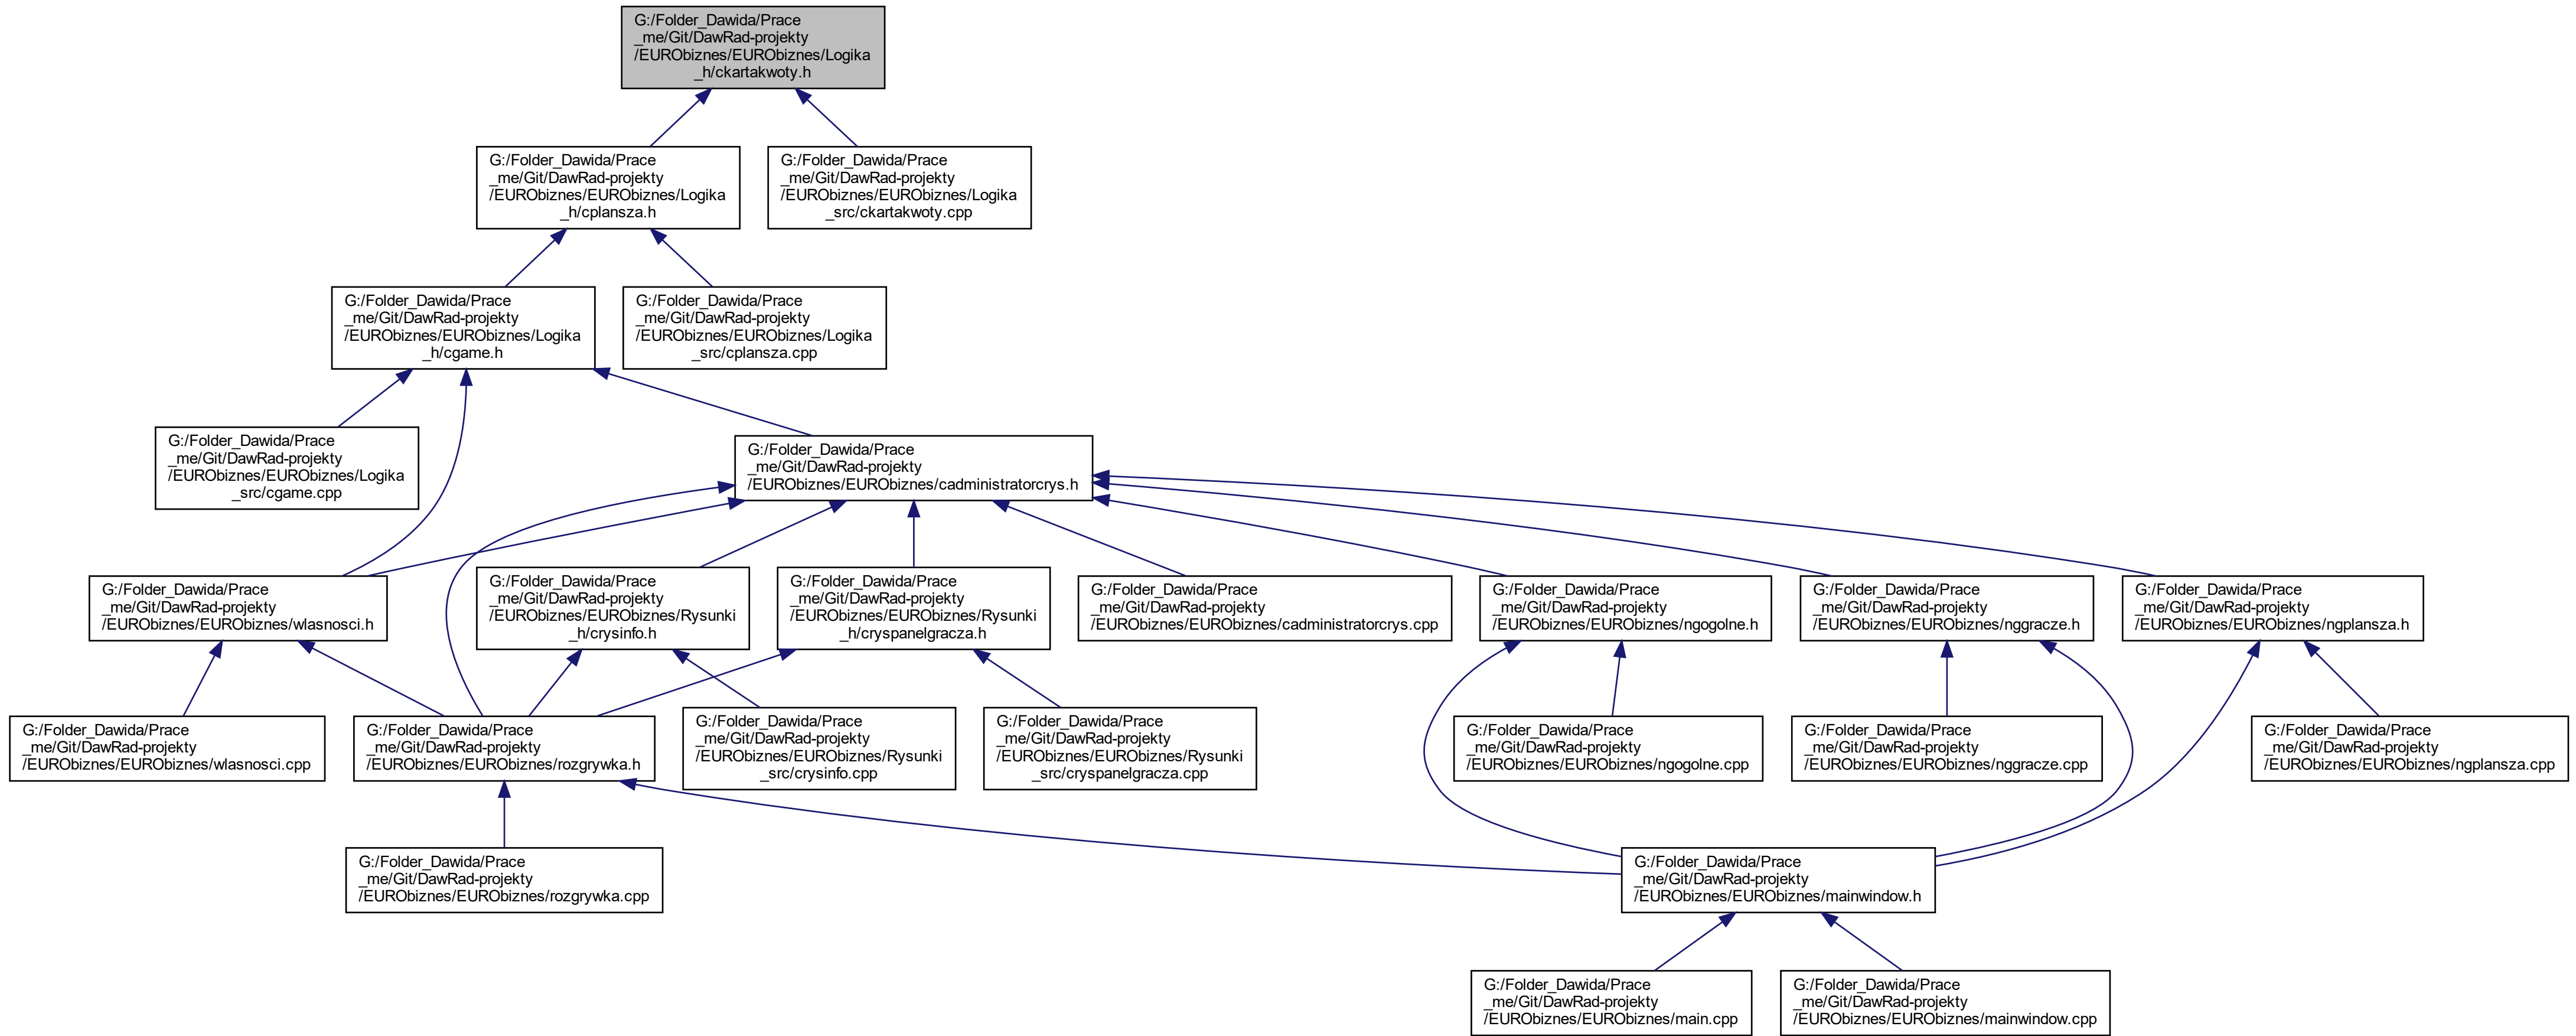 G:/Folder_Dawida/Prace
_me/Git/DawRad-projekty
/EURObiznes/EURObiznes/Logika
_h/ckartakwoty.h
G:/Folder_Dawida/Prace
_me/Git/DawRad-projekty
/EURObiznes/EURObiznes/Logika
_h/cplansza.h
G:/Folder_Dawida/Prace
_me/Git/DawRad-projekty
/EURObiznes/EURObiznes/Logika
_src/ckartakwoty.cpp
G:/Folder_Dawida/Prace
_me/Git/DawRad-projekty
/EURObiznes/EURObiznes/Logika
_h/cgame.h
G:/Folder_Dawida/Prace
_me/Git/DawRad-projekty
/EURObiznes/EURObiznes/Logika
_src/cplansza.cpp
G:/Folder_Dawida/Prace
_me/Git/DawRad-projekty
/EURObiznes/EURObiznes/Logika
_src/cgame.cpp
G:/Folder_Dawida/Prace
_me/Git/DawRad-projekty
/EURObiznes/EURObiznes/cadministratorcrys.h
G:/Folder_Dawida/Prace
_me/Git/DawRad-projekty
/EURObiznes/EURObiznes/wlasnosci.h
G:/Folder_Dawida/Prace
_me/Git/DawRad-projekty
/EURObiznes/EURObiznes/Rysunki
_h/crysinfo.h
G:/Folder_Dawida/Prace
_me/Git/DawRad-projekty
/EURObiznes/EURObiznes/Rysunki
_h/cryspanelgracza.h
G:/Folder_Dawida/Prace
_me/Git/DawRad-projekty
/EURObiznes/EURObiznes/cadministratorcrys.cpp
G:/Folder_Dawida/Prace
_me/Git/DawRad-projekty
/EURObiznes/EURObiznes/ngogolne.h
G:/Folder_Dawida/Prace
_me/Git/DawRad-projekty
/EURObiznes/EURObiznes/nggracze.h
G:/Folder_Dawida/Prace
_me/Git/DawRad-projekty
/EURObiznes/EURObiznes/ngplansza.h
G:/Folder_Dawida/Prace
_me/Git/DawRad-projekty
/EURObiznes/EURObiznes/wlasnosci.cpp
G:/Folder_Dawida/Prace
_me/Git/DawRad-projekty
/EURObiznes/EURObiznes/rozgrywka.h
G:/Folder_Dawida/Prace
_me/Git/DawRad-projekty
/EURObiznes/EURObiznes/Rysunki
_src/crysinfo.cpp
G:/Folder_Dawida/Prace
_me/Git/DawRad-projekty
/EURObiznes/EURObiznes/Rysunki
_src/cryspanelgracza.cpp
G:/Folder_Dawida/Prace
_me/Git/DawRad-projekty
/EURObiznes/EURObiznes/ngogolne.cpp
G:/Folder_Dawida/Prace
_me/Git/DawRad-projekty
/EURObiznes/EURObiznes/nggracze.cpp
G:/Folder_Dawida/Prace
_me/Git/DawRad-projekty
/EURObiznes/EURObiznes/ngplansza.cpp
G:/Folder_Dawida/Prace
_me/Git/DawRad-projekty
/EURObiznes/EURObiznes/rozgrywka.cpp
G:/Folder_Dawida/Prace
_me/Git/DawRad-projekty
/EURObiznes/EURObiznes/mainwindow.h
G:/Folder_Dawida/Prace
_me/Git/DawRad-projekty
/EURObiznes/EURObiznes/main.cpp
G:/Folder_Dawida/Prace
_me/Git/DawRad-projekty
/EURObiznes/EURObiznes/mainwindow.cpp